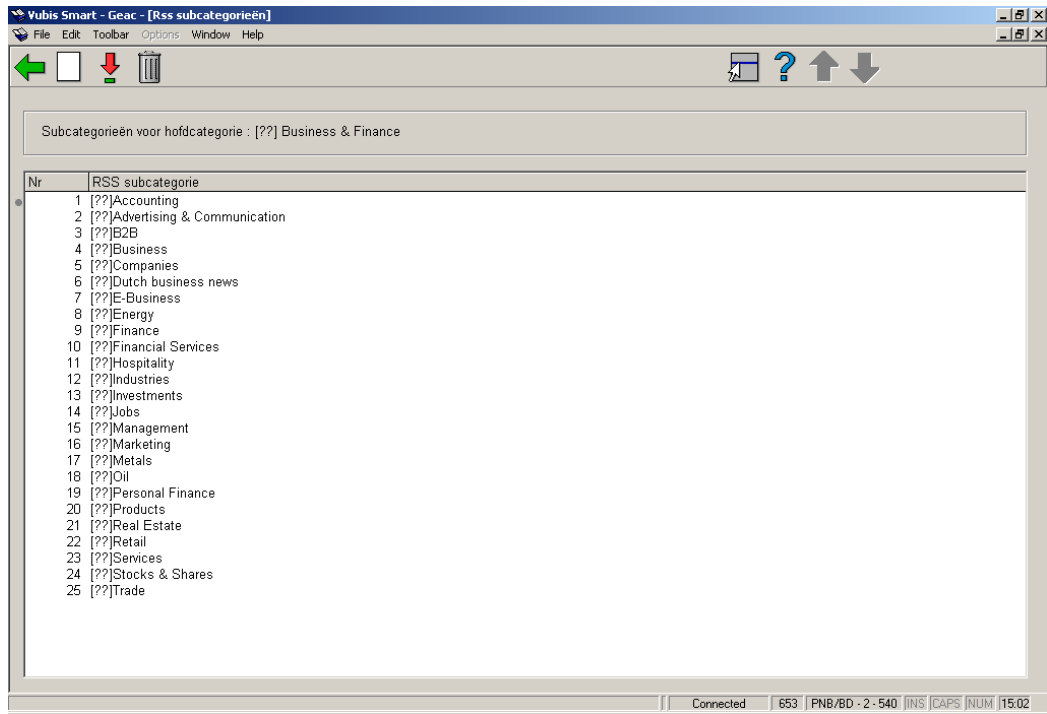 Vubis Smart - Geac - [Rss subcategorieën]
File Edit Toolbar Options Window Help
Subcategorieën voor hofdcategorie : [??] Business & Finance
Nr RSS subcategorie
1 [??]Accounting
2 [??]Advertising & Communication
3 [??]B2B
4 [??]Business
5 [??]Companies
6 [??]Dutch business news
7 [??]E-Business
8 [??]Energy
9 [??]Finance
10 [??]Financial Services
11 [??]Hospitality
12 [??]Industries
13 [??]Investments
14 [??]Jobs
15 [??]Management
16 [??]Marketing
17 [??]Metals
18 [??]Oil
19 [??]Personal Finance
20 [??]Products
21 [??]Real Estate
22 [??]Retail
23 [??]Services
24 [??]Stocks & Shares
25 [??]Trade
Connected 653 PNB/BD - 2 - 540 INS CAPS NUM 15:02